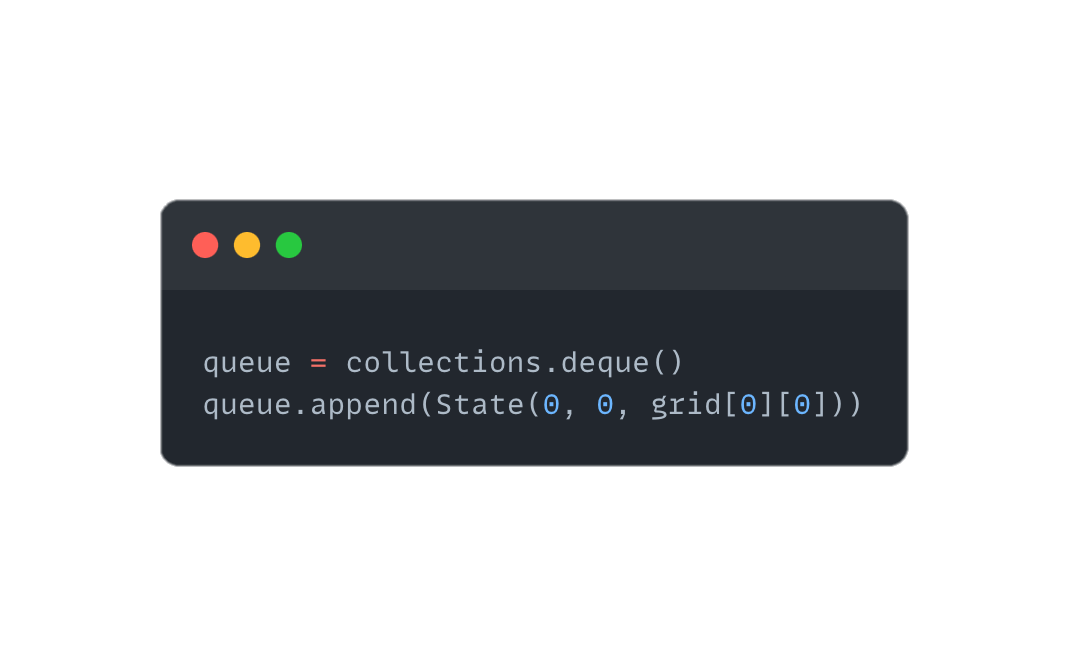 queue = collections.deque()
queue.append(State(0, 0, grid[0][0]))